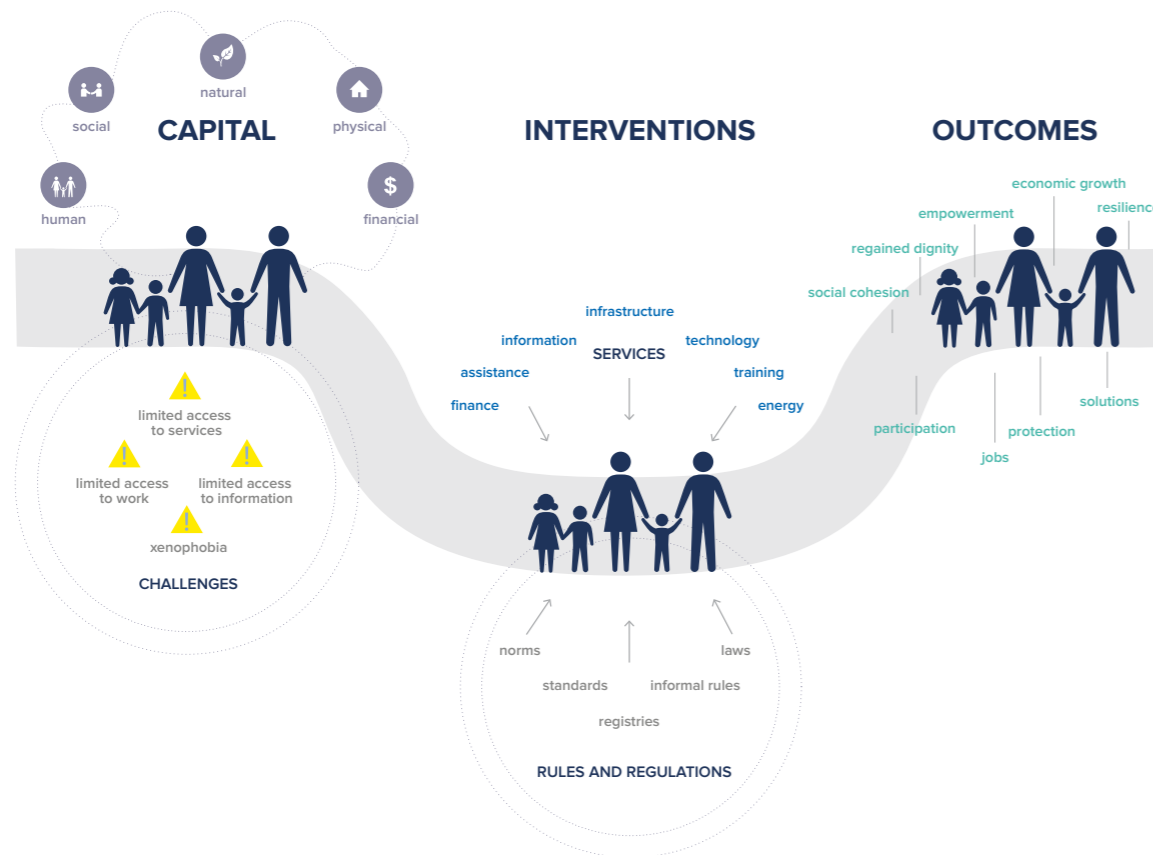 CAPITAL
human
social
natural
physical
$
financial
!
limited access
to services
!
limited access
to work
!
limited access
to information
!
xenophobia
CHALLENGES
INTERVENTIONS
finance
assistance
information
infrastructure
SERVICES
technology
training
energy
norms
standards
registries
informal rules
laws
RULES AND REGULATIONS
OUTCOMES
social cohesion
regained dignity
empowerment
economic growth
resilience
participation
jobs
protection
solutions